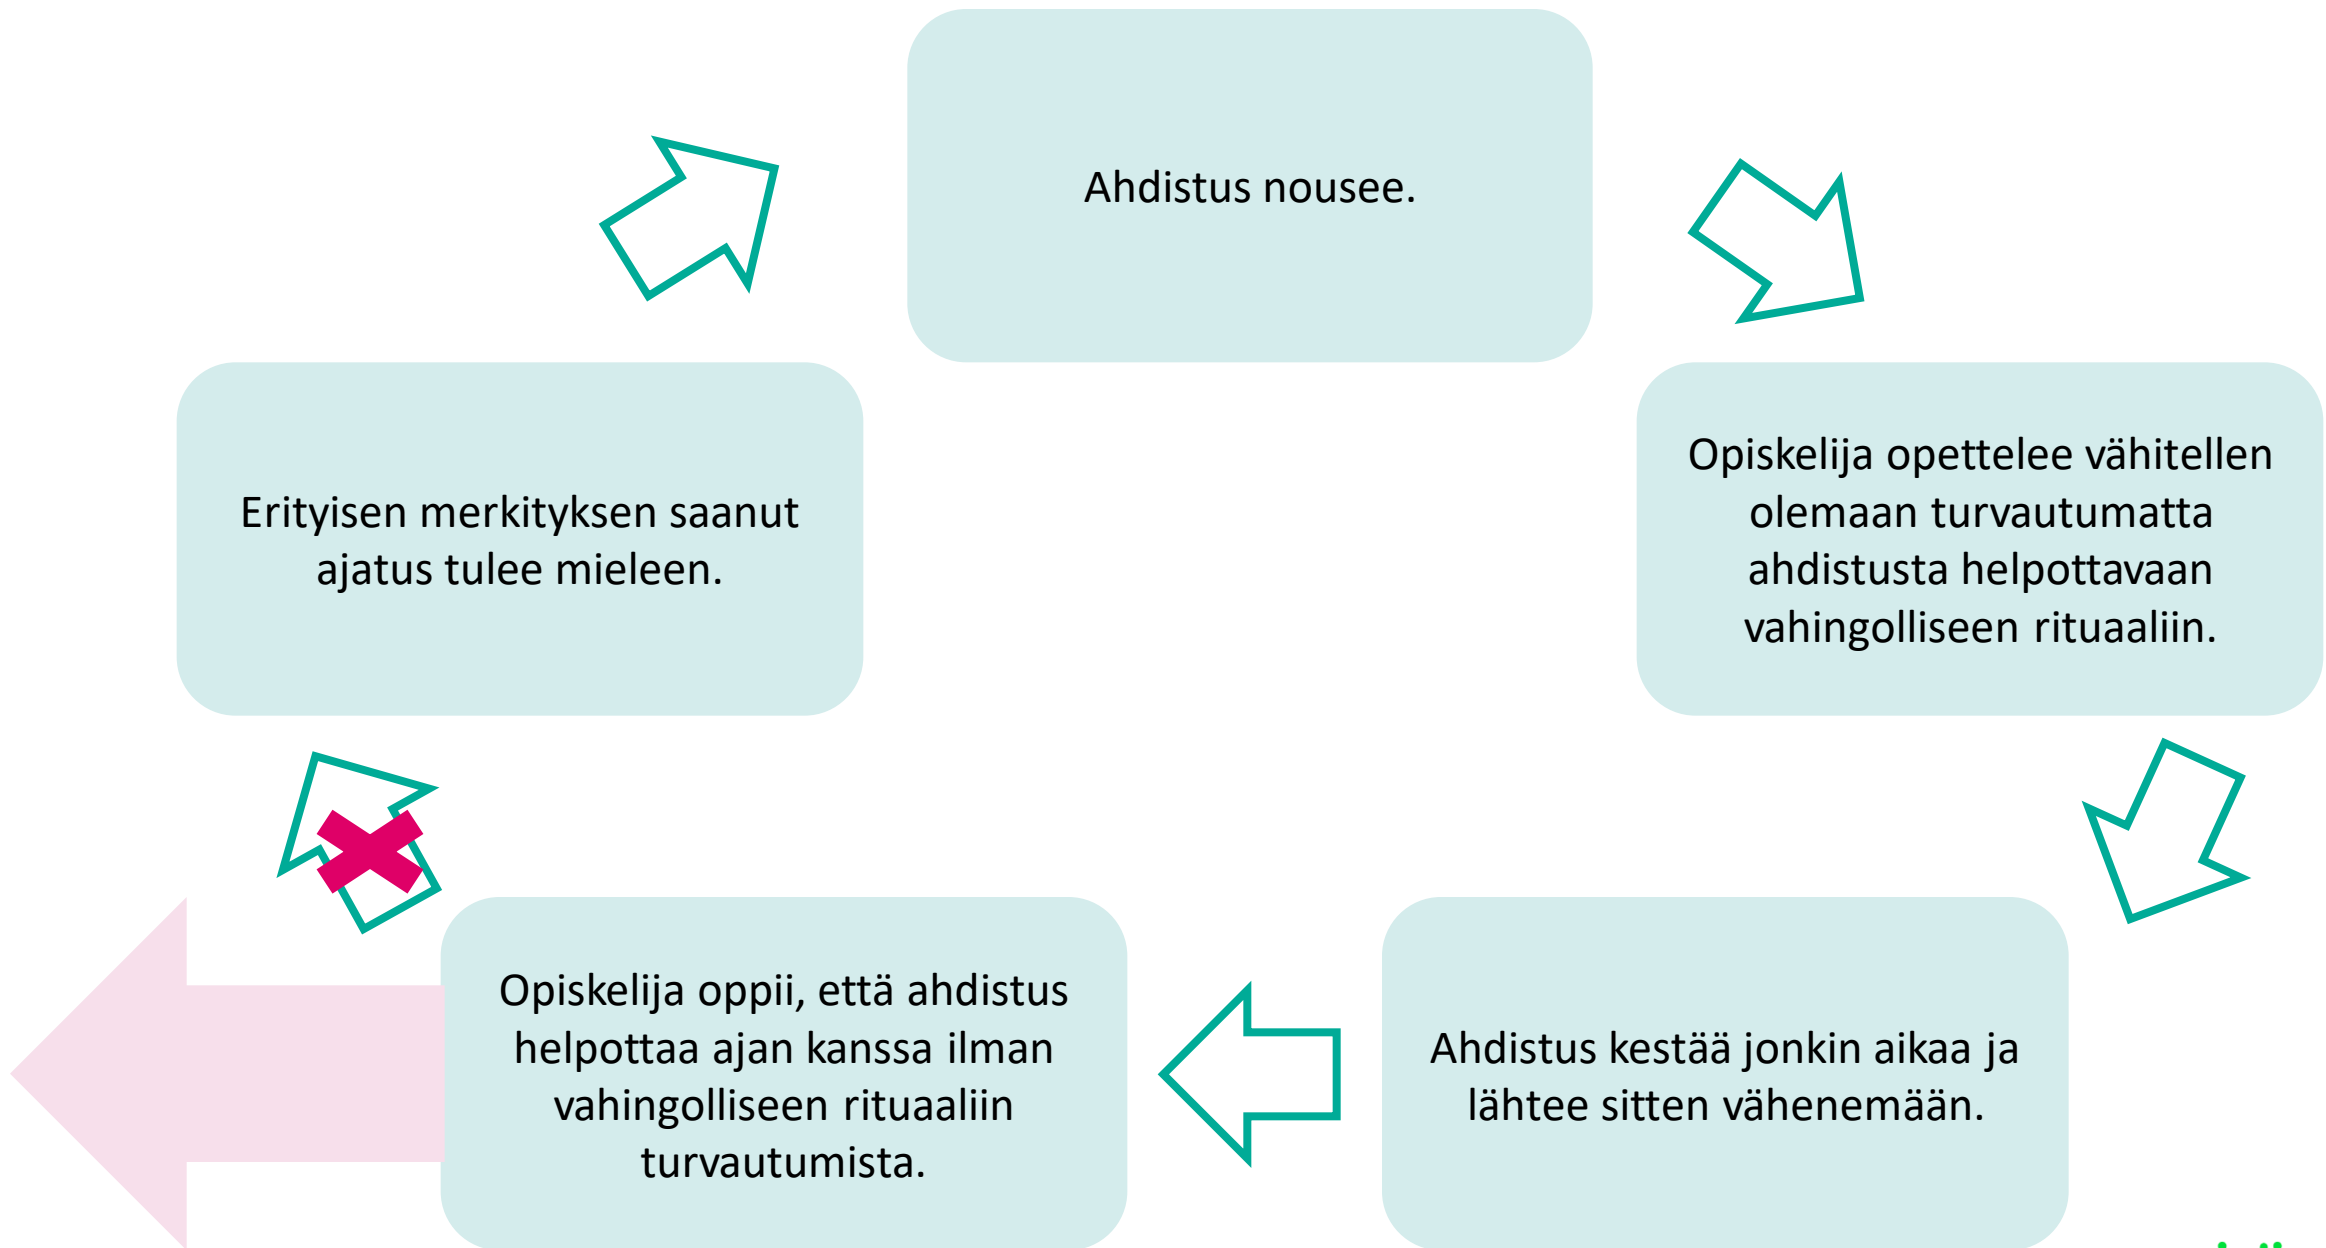 Ahdistus nousee.
Opiskelija opettelee vähitellen
olemaan turvautumatta
ahdistusta helpottavaan
vahingolliseen rituaaliin.
Ahdistus kestää jonkin aikaa ja
lähtee sitten vähenemään.
Opiskelija oppii, että ahdistus
helpottaa ajan kanssa ilman
vahingolliseen rituaaliin
turvautumista.
Erityisen merkityksen saanut
ajatus tulee mieleen.